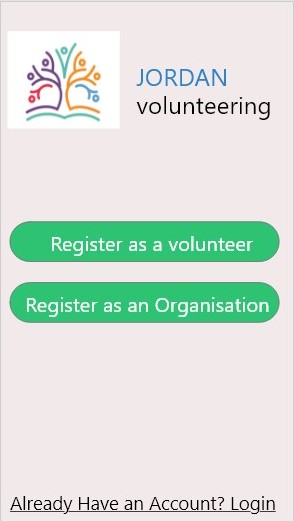 JORDAN
volunteering
Register as a volunteer
Register as an Organisation
Already Have an Account? Login